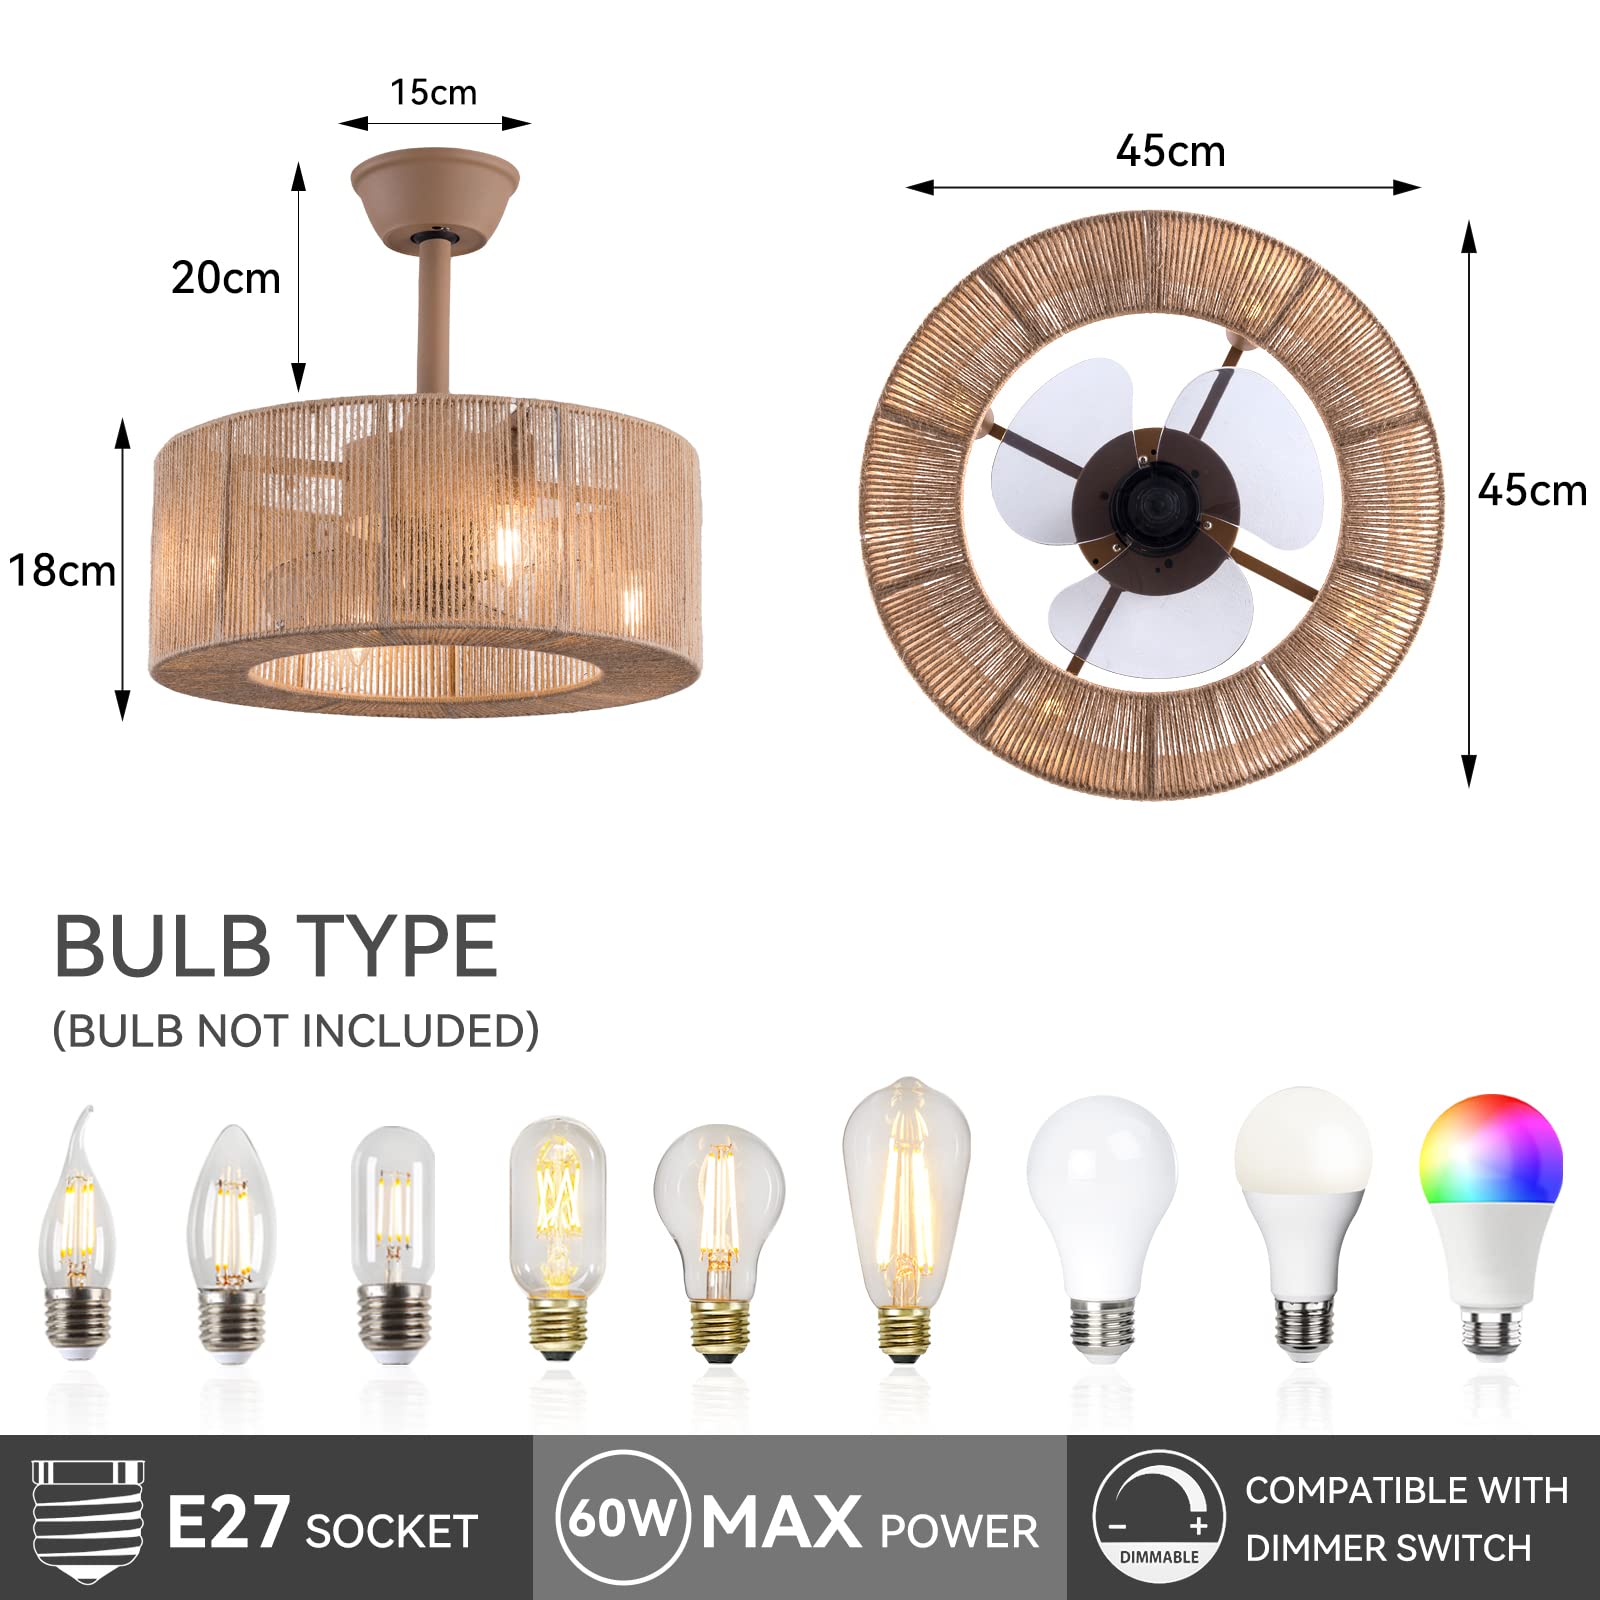 15cm
20cm
18cm
45cm
45cm
BULB TYPE
(BULB NOT INCLUDED)
E27 SOCKET
60W MAX POWER
DIMMABLE
COMPATIBLE WITH
DIMMER SWITCH